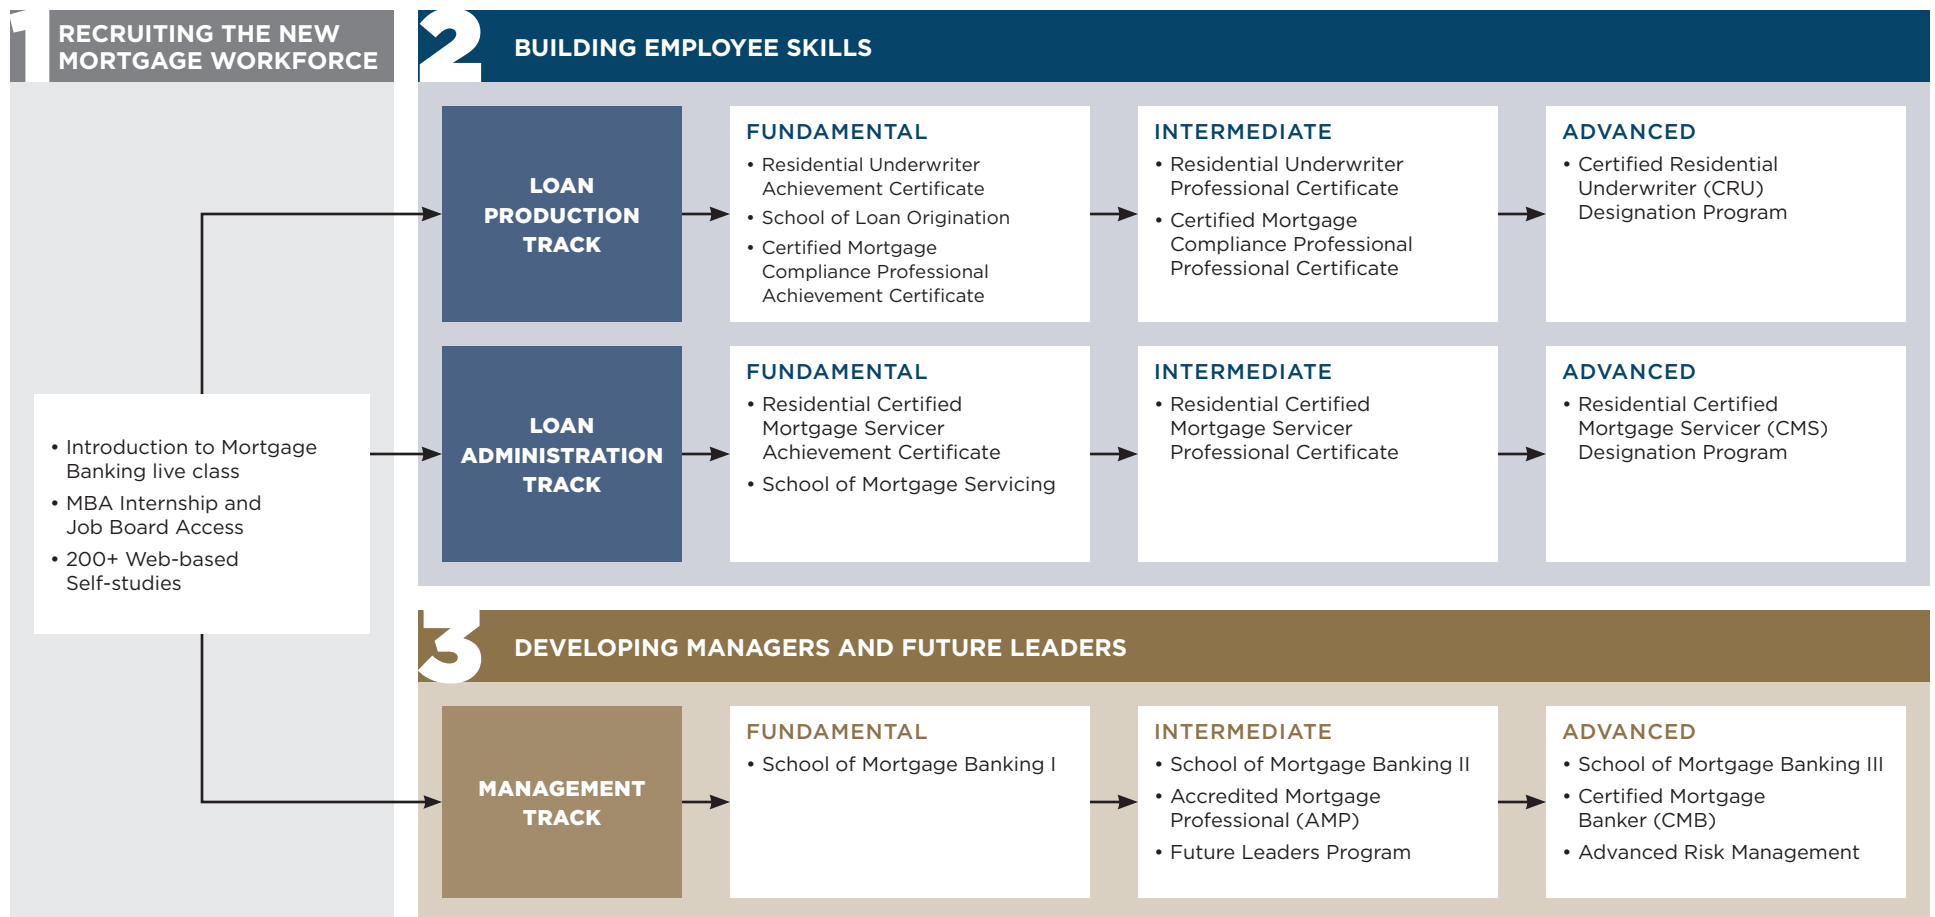 1
RECRUITING THE NEW
MORTGAGE WORKFORCE
• Introduction to Mortgage
Banking live class
• MBA Internship and
Job Board Access
• 200+ Web-based
Self-studies
2
BUILDING EMPLOYEE SKILLS
LOAN
PRODUCTION
TRACK
FUNDAMENTAL
• Residential Underwriter
Achievement Certificate
• School of Loan Origination
• Certified Mortgage
Compliance Professional
Achievement Certificate
INTERMEDIATE
• Residential Underwriter
Professional Certificate
• Certified Mortgage
Compliance Professional
Professional Certificate
ADVANCED
• Certified Residential
Underwriter (CRU)
Designation Program
LOAN
ADMINISTRATION
TRACK
FUNDAMENTAL
• Residential Certified
Mortgage Servicer
Achievement Certificate
• School of Mortgage Servicing
INTERMEDIATE
• Residential Certified
Mortgage Servicer
Professional Certificate
ADVANCED
• Residential Certified
Mortgage Servicer (CMS)
Designation Program
3
DEVELOPING MANAGERS AND FUTURE LEADERS
MANAGEMENT
TRACK
FUNDAMENTAL
• School of Mortgage Banking I
INTERMEDIATE
• School of Mortgage Banking II
• Accredited Mortgage
Professional (AMP)
• Future Leaders Program
ADVANCED
• School of Mortgage Banking III
• Certified Mortgage
Banker (CMB)
• Advanced Risk Management